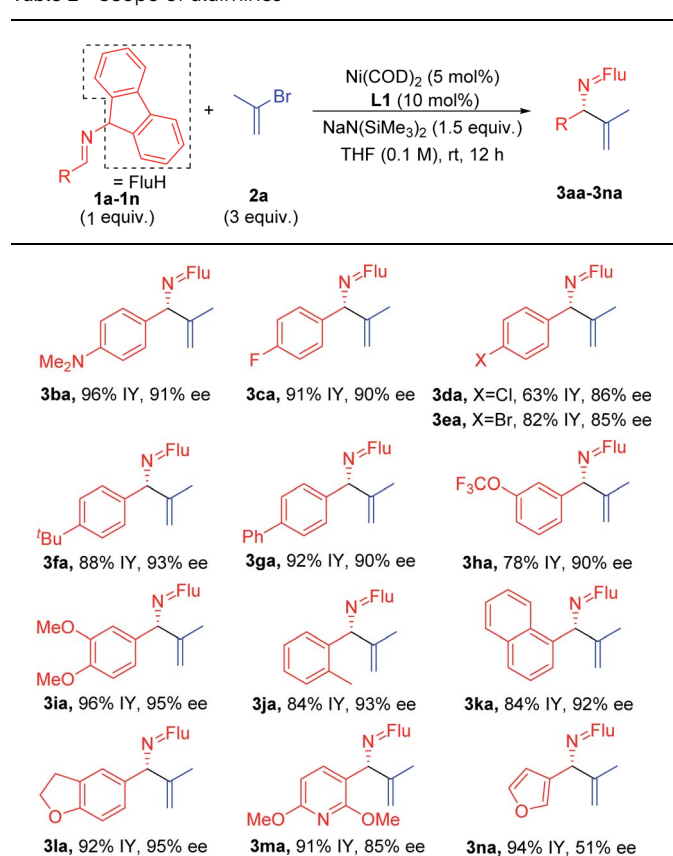 Table 2 Scope of aldimines
N=Flu
Br
+
N
R
= FluH
1a-1n
(1 equiv.)
2a
(3 equiv.)
Ni(COD)2 (5 mol%)
L1 (10 mol%)
NaN(SiMe3)2 (1.5 equiv.)
THF (0.1 M), rt, 12 h
R
3aa-3na
N=Flu
Me2N
3ba, 96% IY, 91% ee
N=Flu
F
3ca, 91% IY, 90% ee
N=Flu
X
3da, X=Cl, 63% IY, 86% ee
3ea, X=Br, 82% IY, 85% ee
N=Flu
tBu
3fa, 88% IY, 93% ee
N=Flu
Ph
3ga, 92% IY, 90% ee
N=Flu
F3CO
3ha, 78% IY, 90% ee
N=Flu
MeO
MeO
3ia, 96% IY, 95% ee
N=Flu
3ja, 84% IY, 93% ee
N=Flu
3ka, 84% IY, 92% ee
N=Flu
O
3la, 92% IY, 95% ee
N=Flu
MeO N OMe
3ma, 91% IY, 85% ee
N=Flu
O
3na, 94% IY, 51% ee